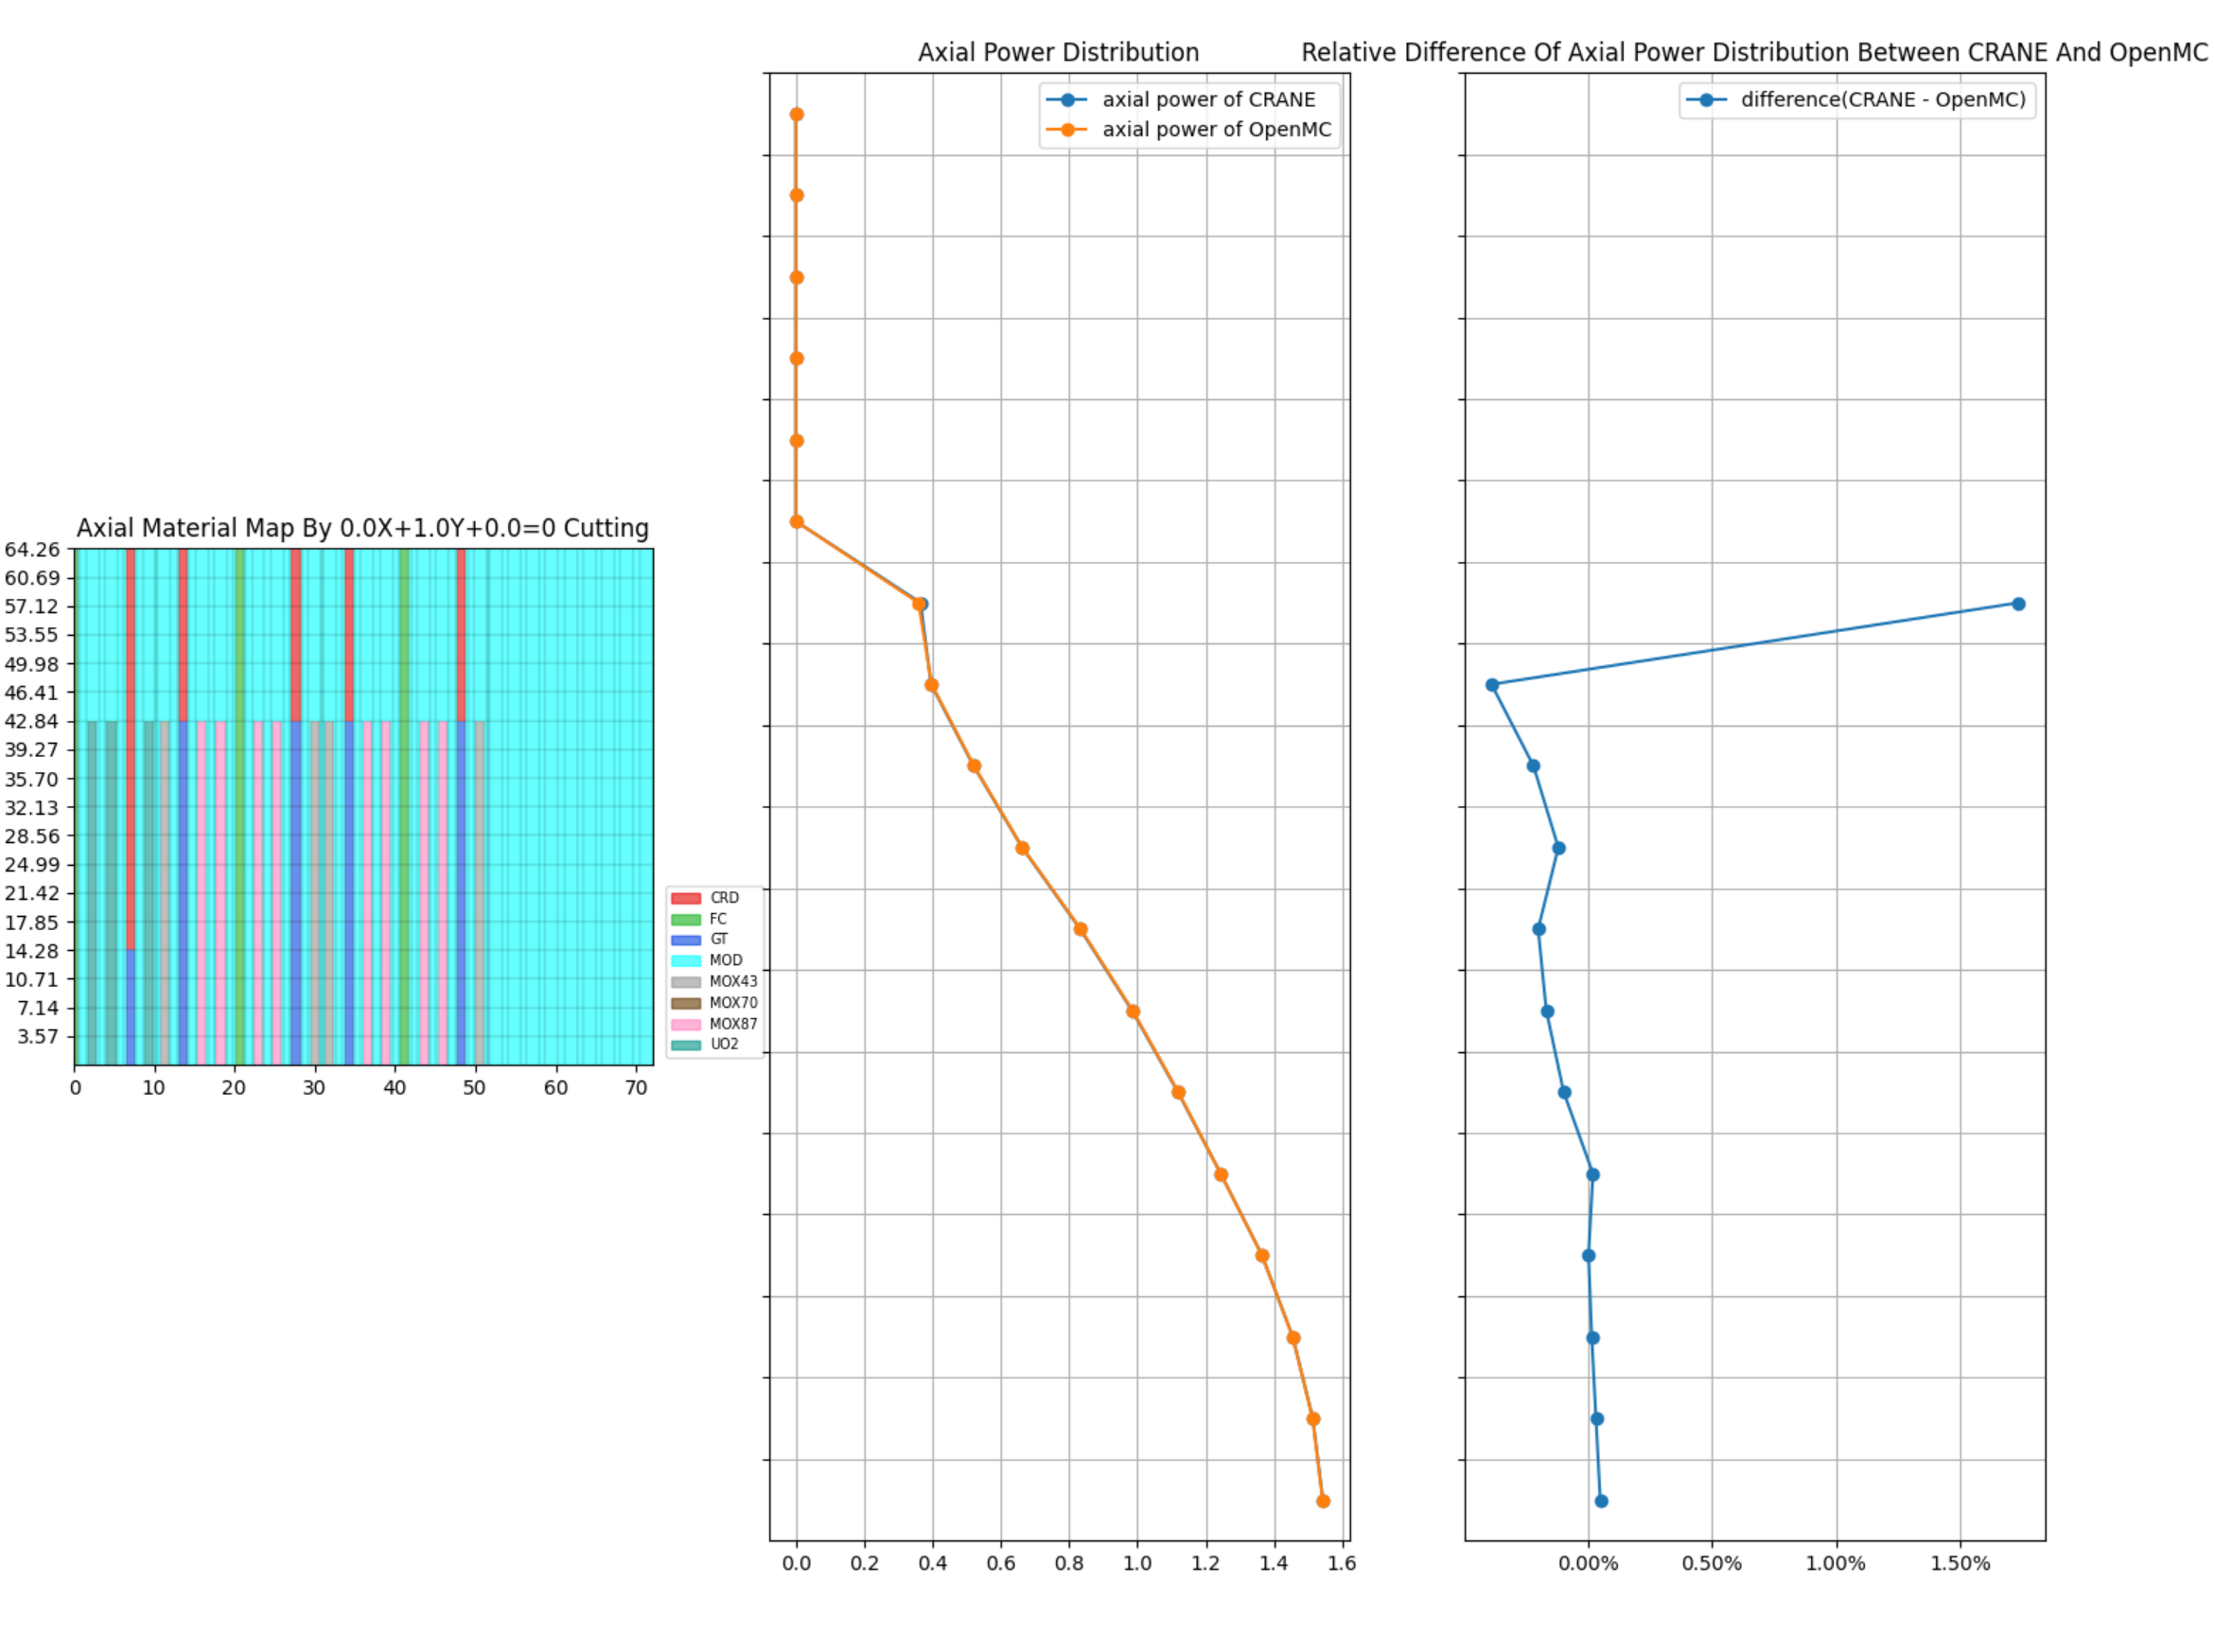 Axial Power Distribution
Relative Difference Of Axial Power Distribution Between CRANE And OpenMC
axial power of CRANE
axial power of OpenMC
difference(CRANE - OpenMC)
Axial Material Map By 0.0X+1.0Y+0.0=0 Cutting
64.26
60.69
57.12
53.55
49.98
46.41
42.84
39.27
35.70
32.13
28.56
24.99
21.42
17.85
14.28
10.71
7.14
3.57
0 10 20 30 40 50 60 70
CRD
FC
GT
MOD
MOX43
MOX70
MOX87
UO2
0.0 0.2 0.4 0.6 0.8 1.0 1.2 1.4 1.6
0.00% 0.50% 1.00% 1.50%